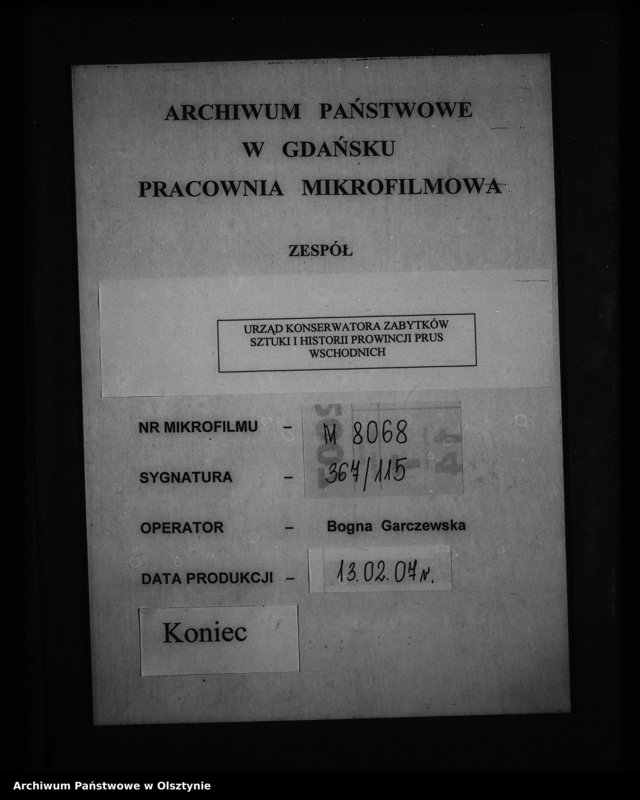 ARCHIWUM PAŃSTWOWE
W GDAŃSKU
PRACOWNIA MIKROFILMOWA
ZESPÓŁ
URZĄD KONSERWATORA ZABYTKÓW
SZTUKI I HISTORII PROWINCJI PRUS
WSCHODNICH
NR MIKROFILMU – M 8068
SYGNATURA – 367/115
OPERATOR – Bogna Garczewska
DATA PRODUKCJI – 13.02.07r.
Koniec
Archiwum Państwowe w Olsztynie